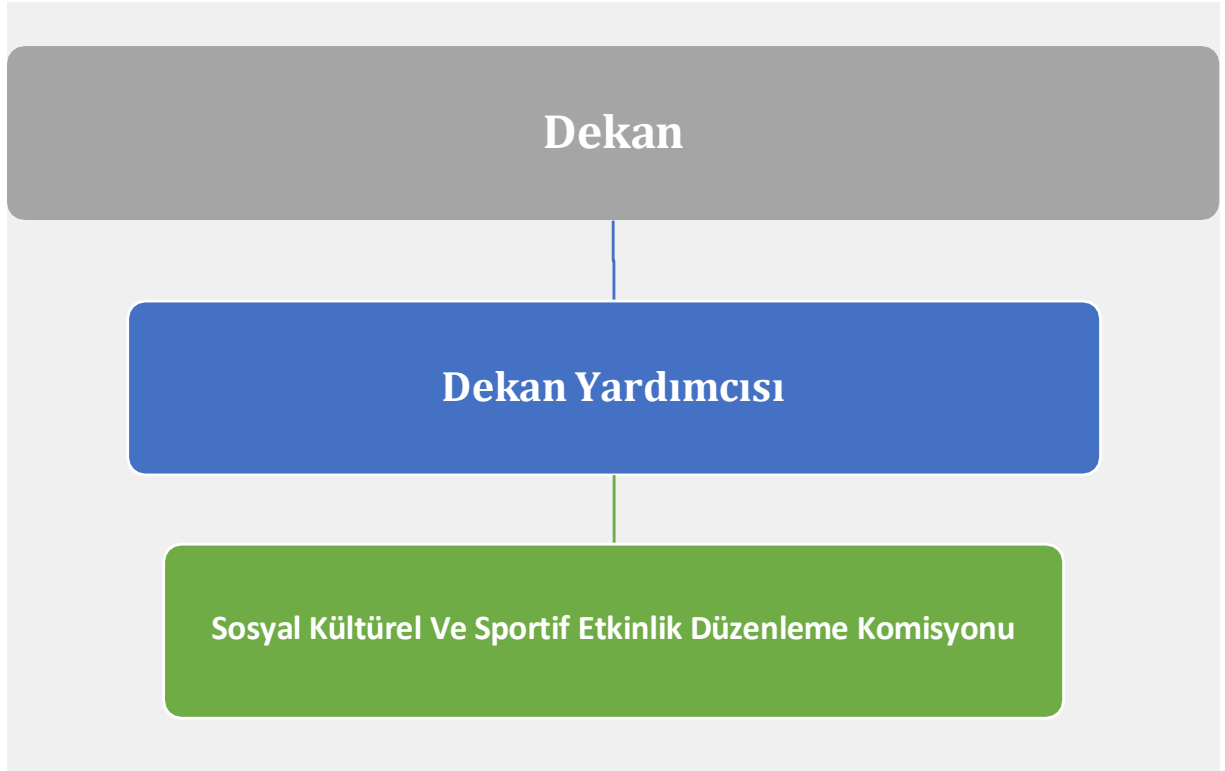 Dekan
Dekan Yardımcısı
Sosyal Kültürel Ve Sportif Etkinlik Düzenleme Komisyonu